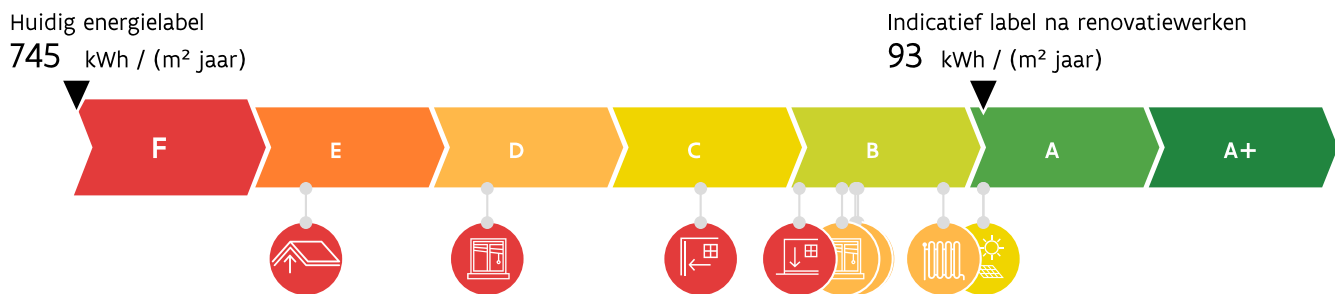 Huidig energielabel
745 kWh / (m² jaar)
Indicatief label na renovatiewerken
93 kWh / (m² jaar)
F E D C B A A+